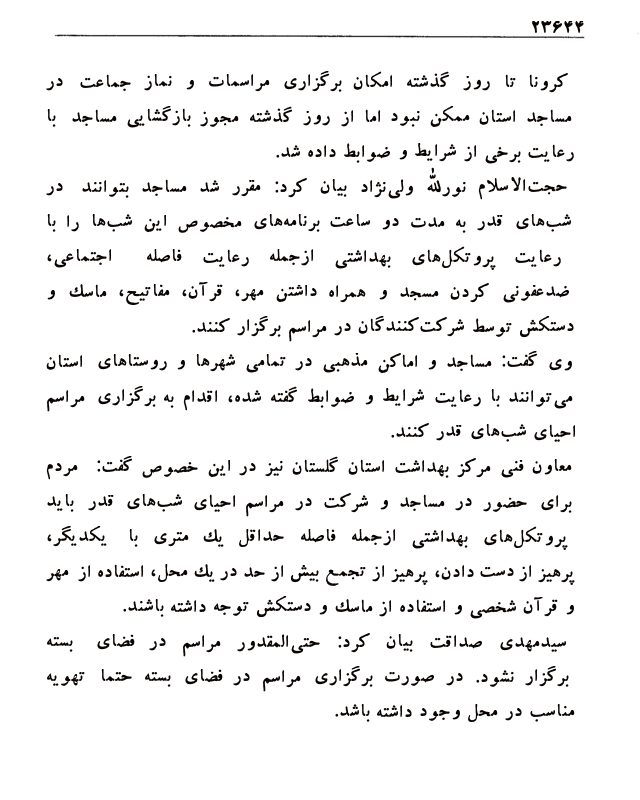 ۲۳۶۴۴
کرونا تا روز گذشته امکان برگزاری مراسمات و نماز جماعت در
مساجد استان ممکن نبود اما از روز گذشته مجوز بازگشایی مساجد با
رعایت برخی از شرایط و ضوابط داده شد.
حجت‌الاسلام نورالله ولی‌نژاد بیان کرد: مقرر شد مساجد بتوانند در
شب‌های قدر به مدت دو ساعت برنامه‌های مخصوص این شب‌ها را با
رعایت پروتکل‌های بهداشتی ازجمله رعایت فاصله اجتماعی،
ضدعفونی کردن مسجد و همراه داشتن مهر، قرآن، مفاتیح، ماسک و
دستکش توسط شرکت‌کنندگان در مراسم برگزار کنند.
وی گفت: مساجد و اماکن مذهبی در تمامی شهرها و روستاهای استان
می‌توانند با رعایت شرایط و ضوابط گفته شده، اقدام به برگزاری مراسم
احیای شب‌های قدر کنند.
معاون فنی مرکز بهداشت استان گلستان نیز در این خصوص گفت: مردم
برای حضور در مساجد و شرکت در مراسم احیای شب‌های قدر باید
پروتکل‌های بهداشتی ازجمله فاصله حداقل یک متری با یکدیگر،
پرهیز از دست دادن، پرهیز از تجمع بیش از حد در یک محل، استفاده از مهر
و قرآن شخصی و استفاده از ماسک و دستکش توجه داشته باشند.
سیدمهدی صداقت بیان کرد: حتی‌المقدور مراسم در فضای بسته
برگزار نشود. در صورت برگزاری مراسم در فضای بسته حتما تهویه
مناسب در محل وجود داشته باشد.